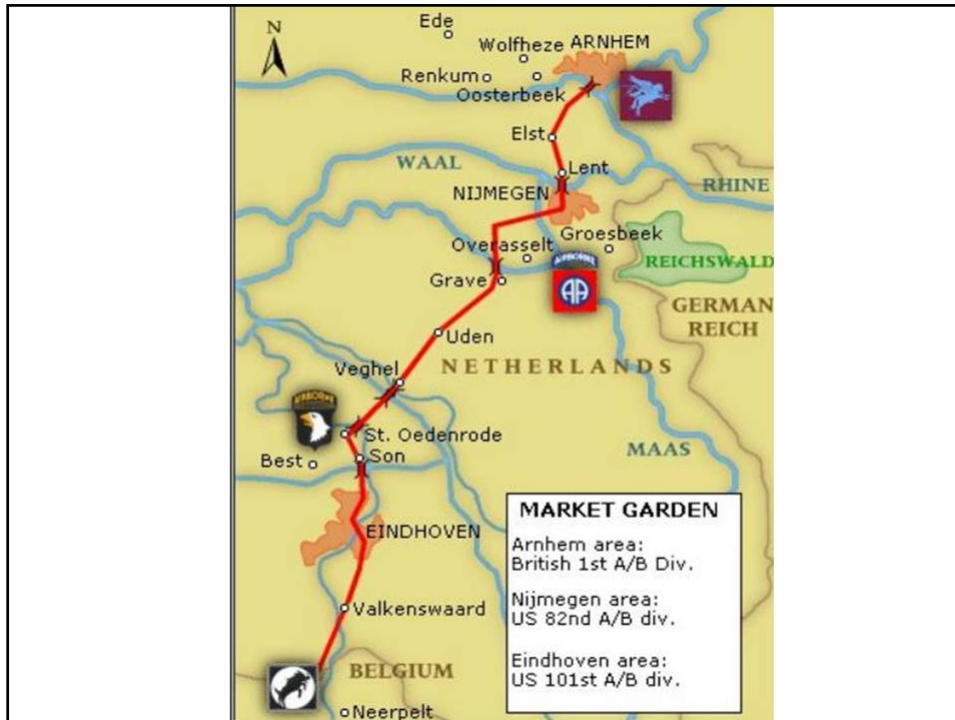 N
Ede
Wolfheze
ARNHEM
Renkum
Oosterbeek
Elst
WAAL
Lent
RHINE
NIJMEGEN
Overasselt
Groesbeek
AIRBORNE
AA
REICHSWALD
Grave
GERMAN
REICH
Uden
NETHERLANDS
Veghel
AIRBORNE
St. Oedenrode
Best
Son
MAAS
EINDHOVEN
Valkenswaard
BELGIUM
Neerpelt
MARKET GARDEN
Arnhem area:
British 1st A/B Div.
Nijmegen area:
US 82nd A/B div.
Eindhoven area:
US 101st A/B div.